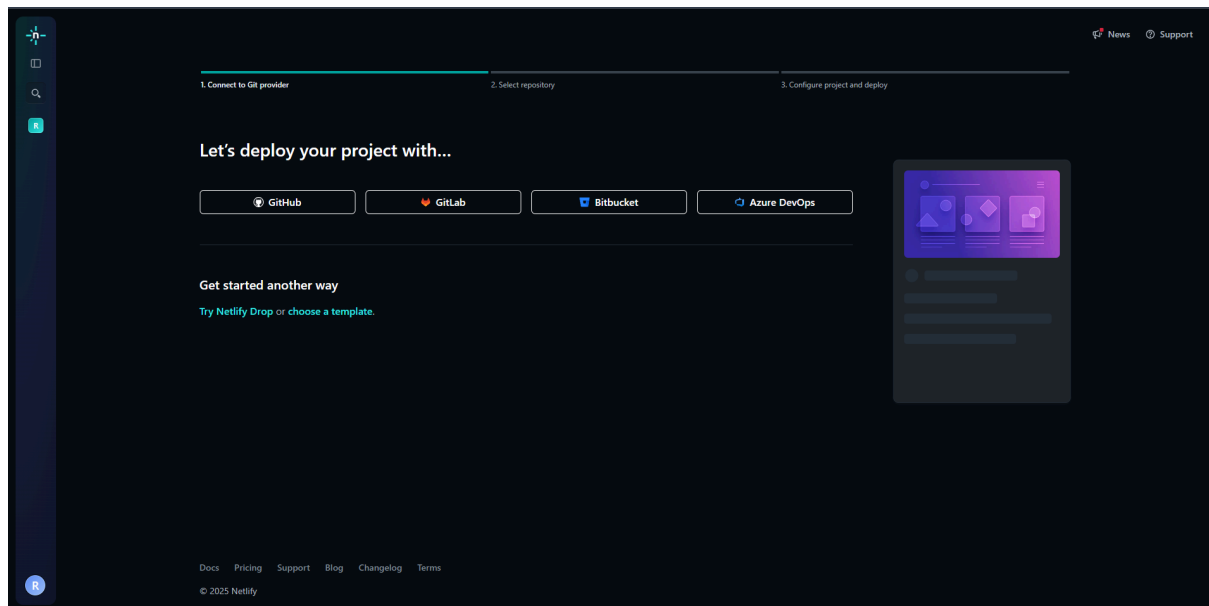 n
News Support
1. Connect to Git provider 2. Select repository 3. Configure project and deploy
R
Let's deploy your project with...
GitHub GitLab Bitbucket Azure DevOps
Get started another way
Try Netlify Drop or choose a template.
Docs Pricing Support Blog Changelog Terms
R
© 2025 Netlify